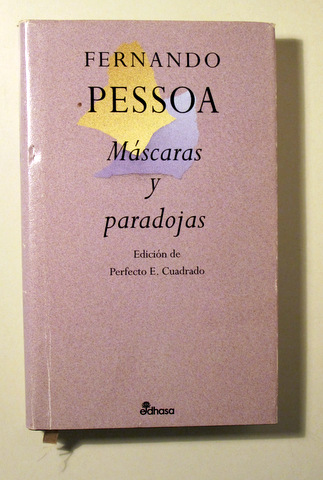 FERNANDO
PESSOA
Máscaras
y
paradojas
Edición de
Perfecto E. Cuadrado
edhasa